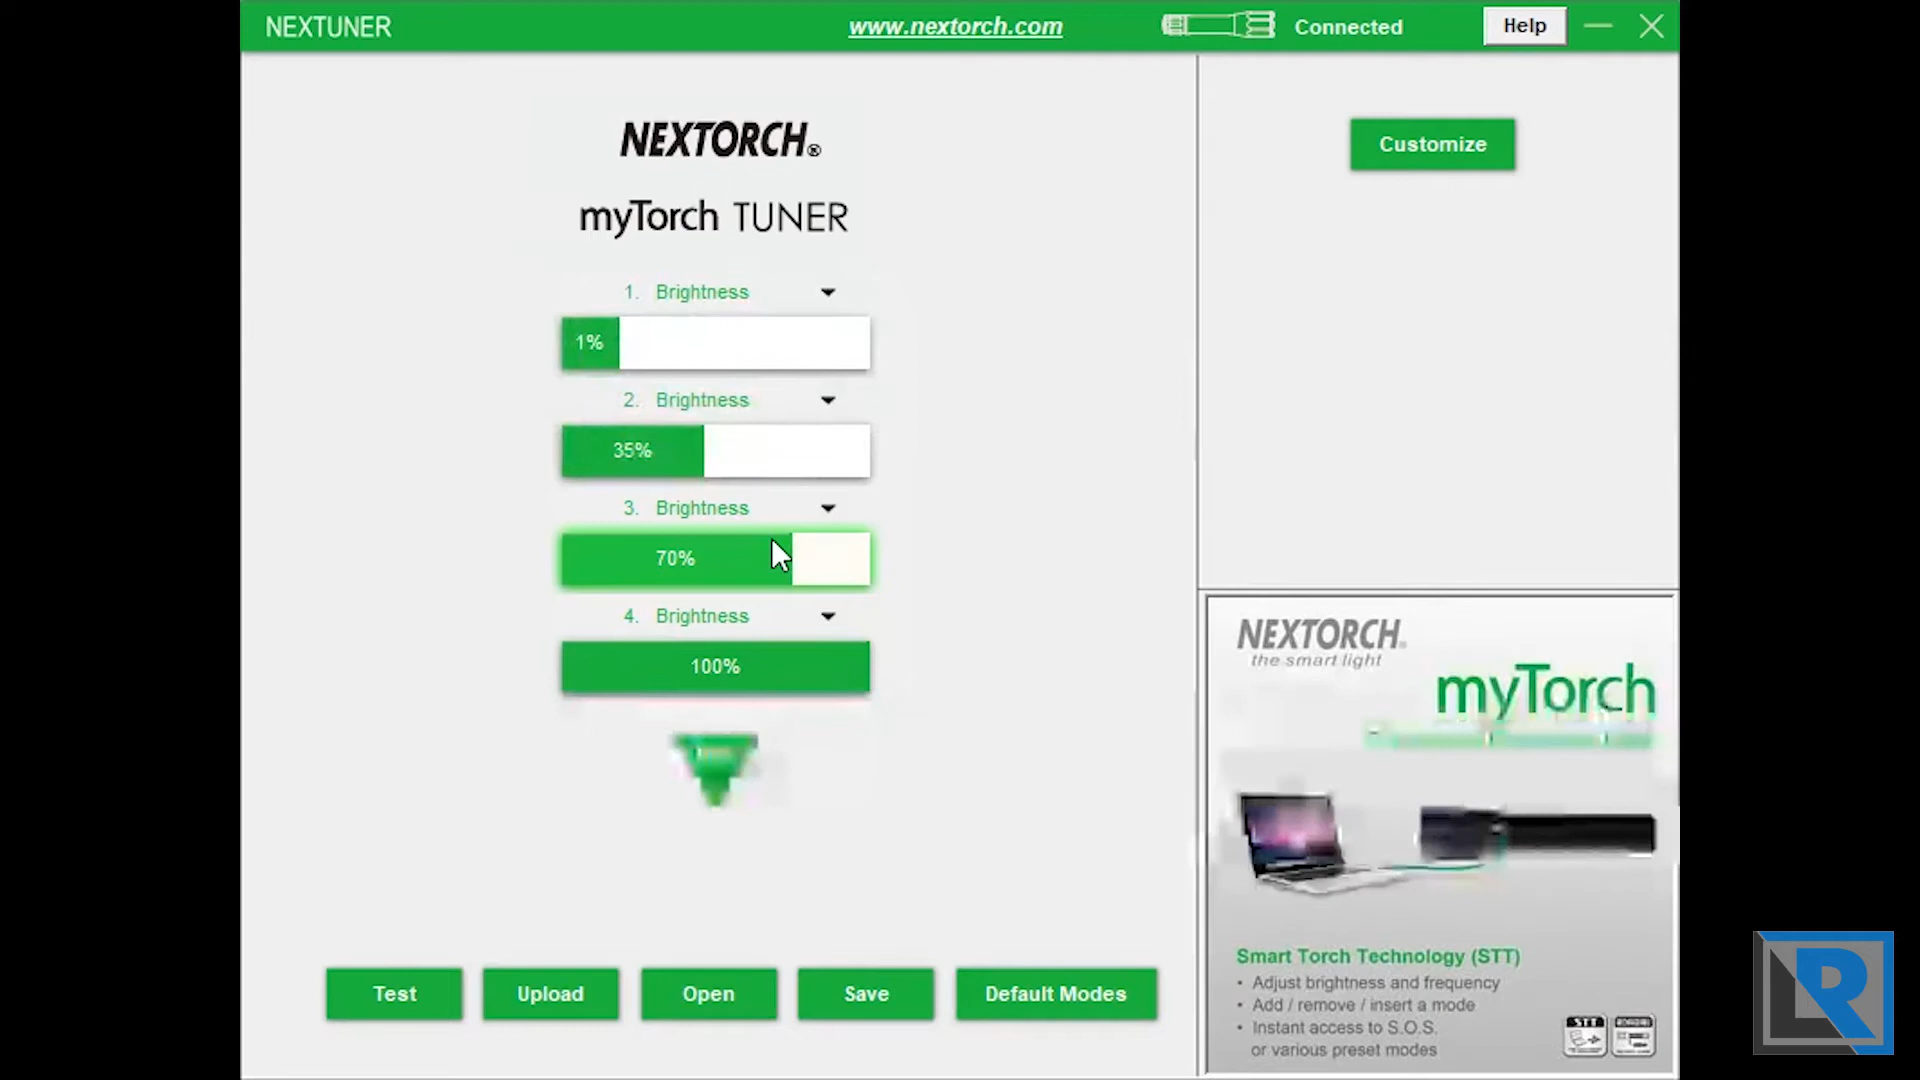 NEXTUNER
www.nextorch.com
Connected
Help
NEXTORCH®
myTorch TUNER
Customize
1. Brightness
1%
2. Brightness
35%
3. Brightness
70%
4. Brightness
100%
Test
Upload
Open
Save
Default Modes
NEXTORCH®
the smart light
myTorch
Smart Torch Technology (STT)
• Adjust brightness and frequency
• Add / remove / insert a mode
• Instant access to S.O.S.
or various preset modes
STT
LR